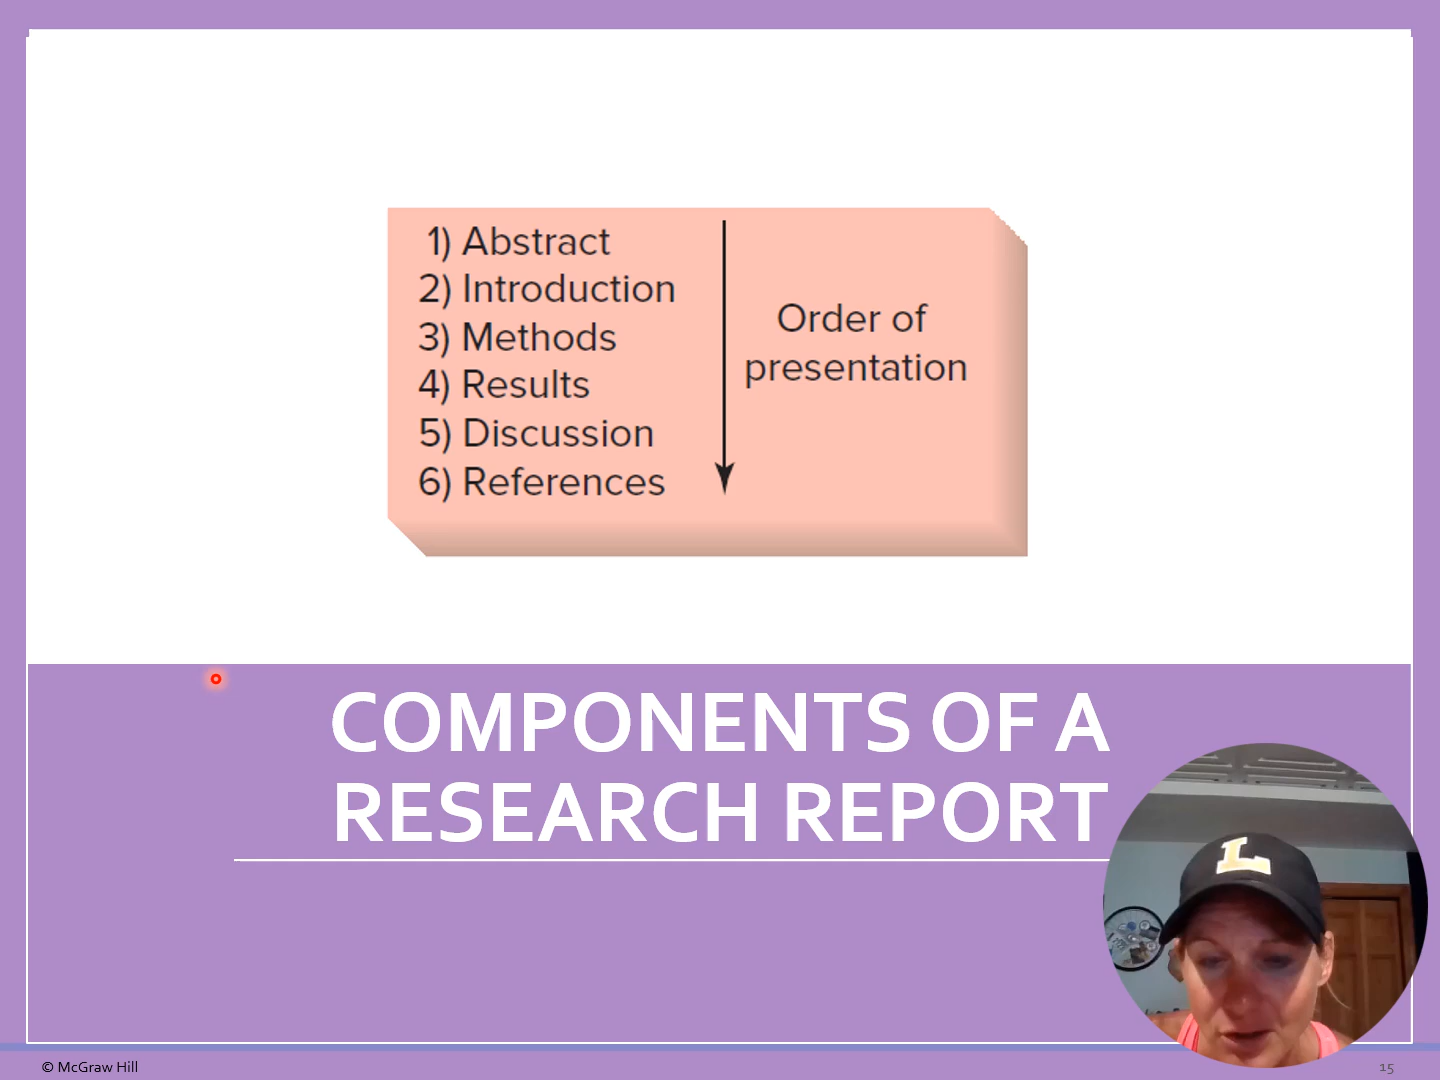 1) Abstract
2) Introduction
3) Methods
4) Results
5) Discussion
6) References
Order of
presentation
COMPONENTS OF A
RESEARCH REPORT
L
© McGraw Hill
15